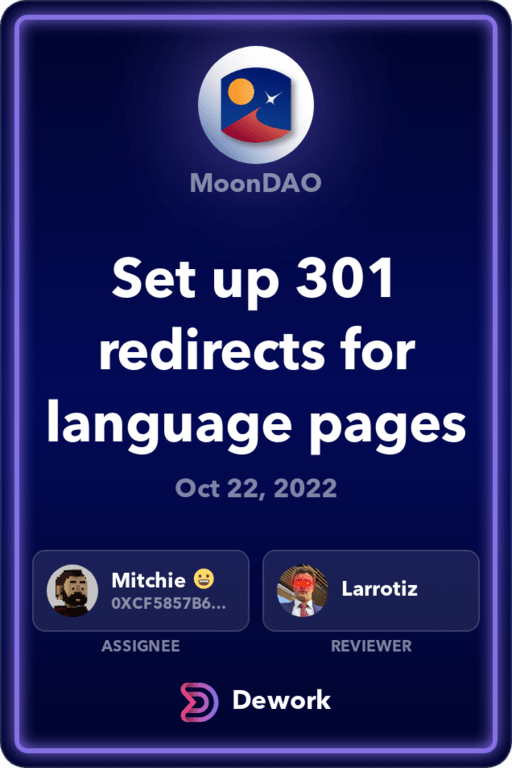 MoonDAO
Set up 301
redirects for
language pages
Oct 22, 2022
Mitchie 😀
0XCF5857B6...
ASSIGNEE
Larrotiz
REVIEWER
Dework